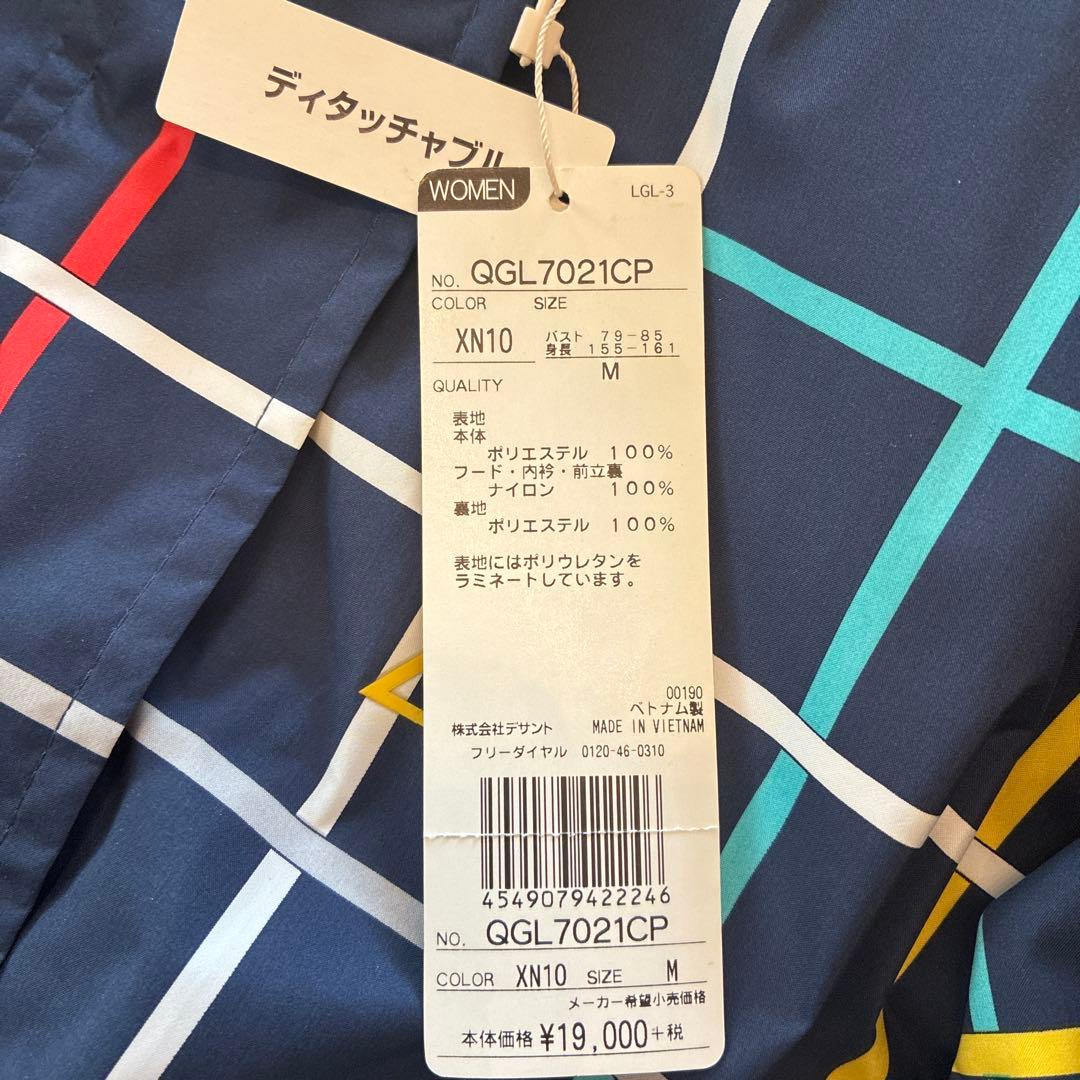 ディタッチャブル
WOMEN
LGL-3
NO. QGL7021CP
COLOR SIZE
XN10
バスト 79-85
身長 155-161
M
QUALITY
表地
本体
ポリエステル 100%
フード・内衿・前立裏
ナイロン 100%
裏地
ポリエステル 100%
表地にはポリウレタンを
ラミネートしています。
00190
ベトナム製
株式会社デサント MADE IN VIETNAM
フリーダイヤル 0120-46-0310
4549079422246
NO. QGL7021CP
COLOR XN10 SIZE M
メーカー希望小売価格
本体価格 ¥19,000+税